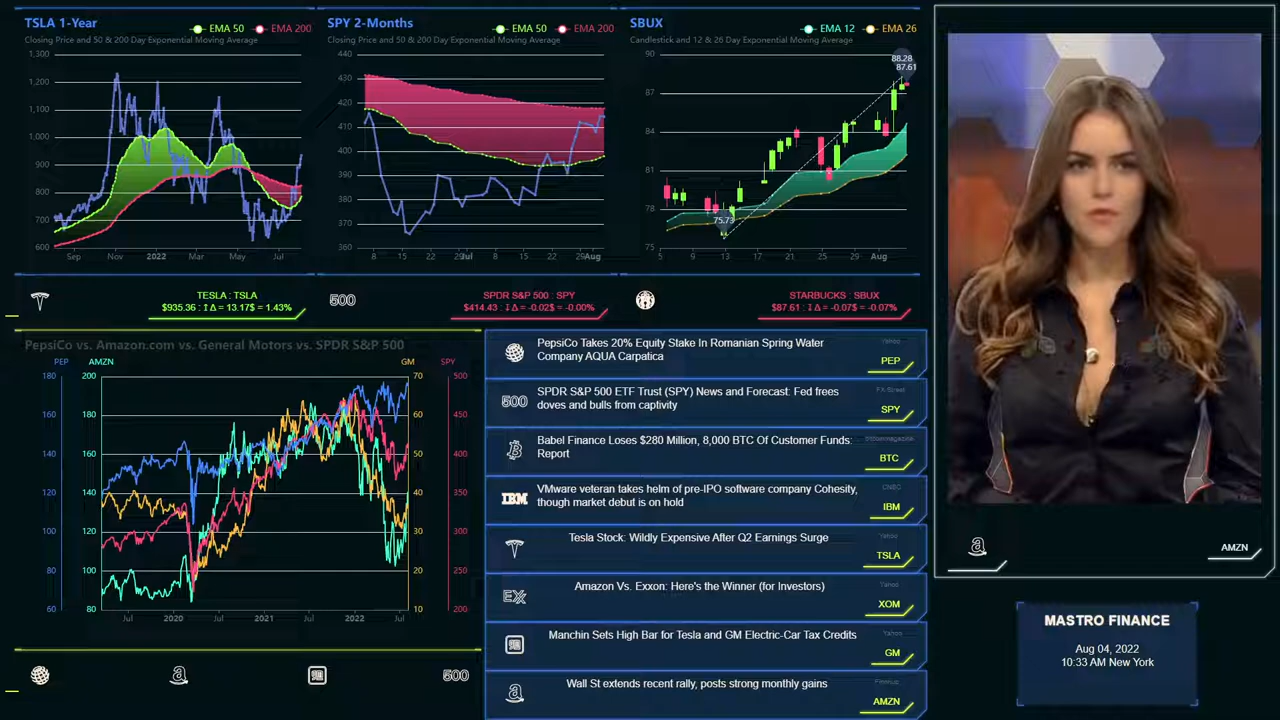 TSLA 1-Year
EMA 50
EMA 200
Closing Price and 50 & 200 Day Exponential Moving Average
1,300
1,200
1,100
1,000
900
800
700
600
Sep
Nov
2022
Mar
May
Jul
SPY 2-Months
EMA 50
EMA 200
Closing Price and 50 & 200 Day Exponential Moving Average
440
430
420
410
400
390
380
370
360
8
15
22
29
Jul
8
15
22
29
Aug
SBUX
EMA 12
EMA 26
Candlestick and 12 & 26 Day Exponential Moving Average
90
87
84
81
78
75
88.28
87.61
75.73
5
9
13
17
21
25
29
Aug
TESLA : TSLA
$935.36 : 1 Δ = 13.17$ = 1.43%
500
SPDR S&P 500 : SPY
$414.43 : 1 Δ = -0.02$ = -0.00%
STARBUCKS : SBUX
$87.61 : 1 Δ = -0.07$ = -0.07%
PepsiCo vs. Amazon.com vs. General Motors vs. SPDR S&P 500
PEP
AMZN
GM
SPY
180
160
140
120
100
80
60
200
180
160
140
120
100
80
70
60
50
40
30
20
10
500
450
400
350
300
250
200
Jul
2020
Jul
2021
Jul
2022
Jul
500
PepsiCo Takes 20% Equity Stake In Romanian Spring Water
Company AQUA Carpatica
Yahoo
PEP
500
SPDR S&P 500 ETF Trust (SPY) News and Forecast: Fed frees
doves and bulls from captivity
FX Street
SPY
Babel Finance Loses $280 Million, 8,000 BTC Of Customer Funds:
Report
BTC
IBM
VMware veteran takes helm of pre-IPO software company Cohesity,
though market debut is on hold
CNBC
IBM
Tesla Stock: Wildly Expensive After Q2 Earnings Surge
Yahoo
TSLA
EX
Amazon Vs. Exxon: Here's the Winner (for Investors)
Yahoo
XOM
Manchin Sets High Bar for Tesla and GM Electric-Car Tax Credits
Yahoo
GM
Wall St extends recent rally, posts strong monthly gains
AMZN
AMZN
MASTRO FINANCE
Aug 04, 2022
10:33 AM New York